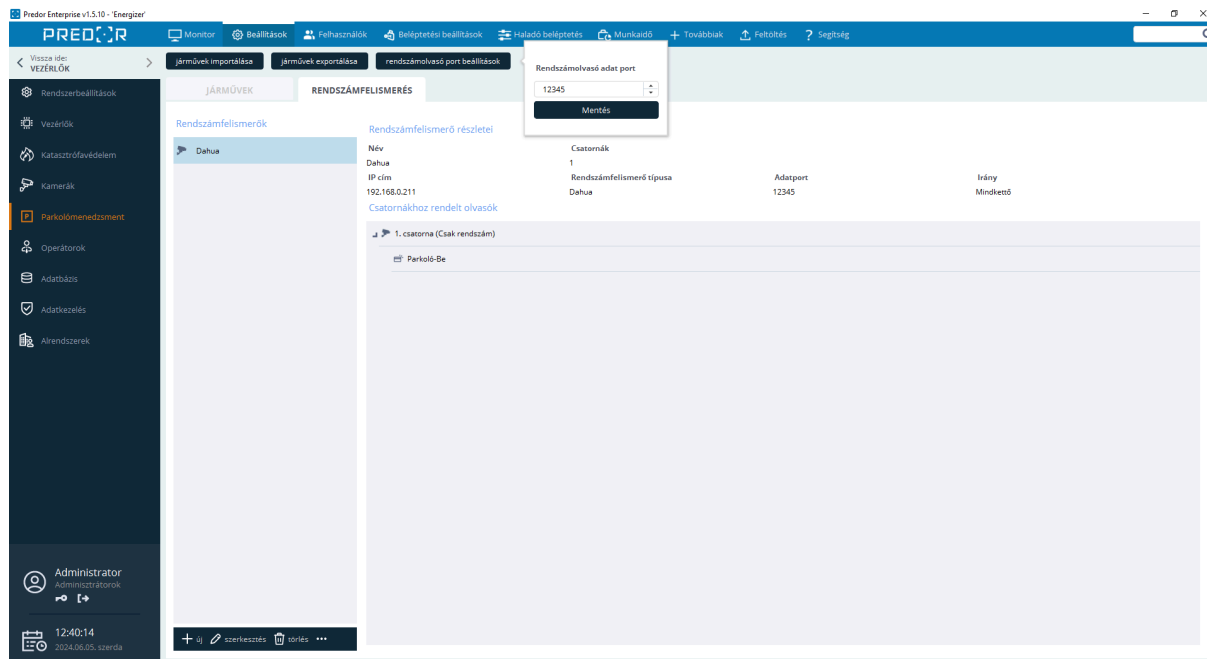 Predor Enterprise v1.5.10 - 'Energizer'
PREDOR
Monitor
Beállítások
Felhasználók
Beléptetési beállítások
Haladó beléptetés
Munkaidő
Továbbiak
Feltöltés
? Segítség
Vissza ide:
VEZÉRLŐK
járművek importálása
járművek exportálása
rendszámolvasó port beállítások
Rendszámolvasó adat port
12345
Mentés
Rendszerbeállítások
Vezérlők
Katasztrófavédelem
Kamerák
Parkolómenedzsment
Operátorok
Adatbázis
Adatkezelés
Alrendszerek
JÁRMŰVEK
RENDSZÁMFELISMERÉS
Rendszámfelismerők
Dahua
Rendszámfelismerő részletei
Név Csatornák
Dahua 1
IP cím Rendszámfelismerő típusa Adatport Irány
192.168.0.211 Dahua 12345 Mindkettő
Csatornákhoz rendelt olvasók
1. csatorna (Csak rendszám)
Parkoló-Be
Administrator
Adminisztrátorok
12:40:14
2024.06.05. szerda
új szerkesztés törlés •••